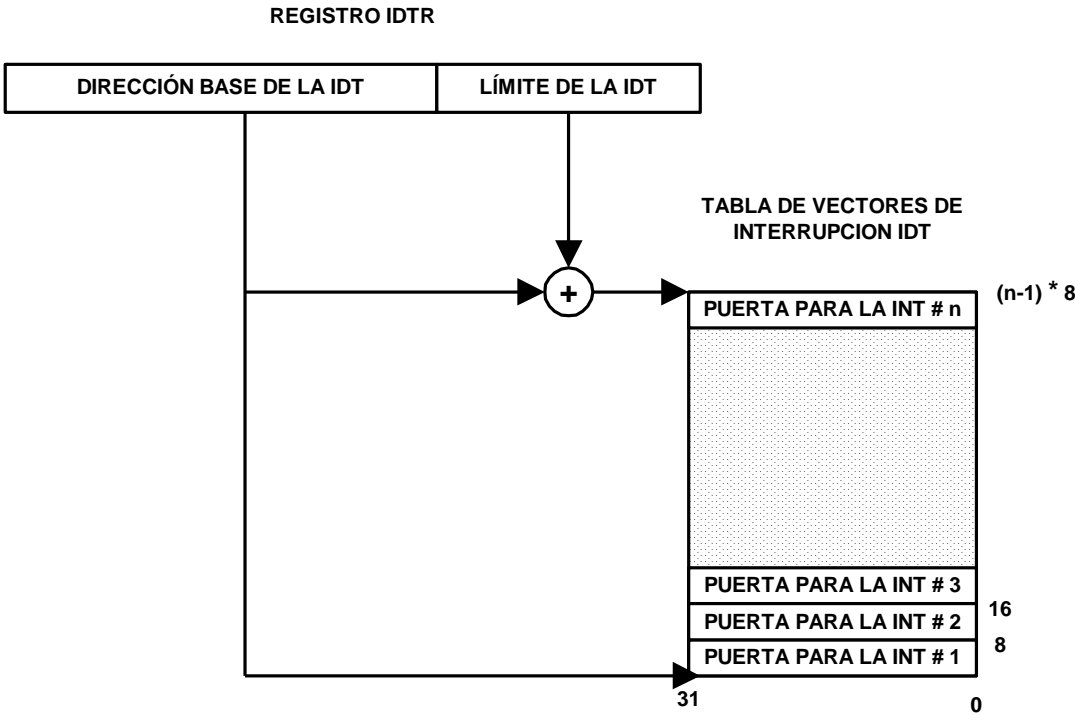 REGISTRO IDTR
DIRECCIÓN BASE DE LA IDT
LÍMITE DE LA IDT
TABLA DE VECTORES DE
INTERRUPCION IDT
+
(n-1) * 8
PUERTA PARA LA INT # n
PUERTA PARA LA INT # 3
16
PUERTA PARA LA INT # 2
8
PUERTA PARA LA INT # 1
31
0